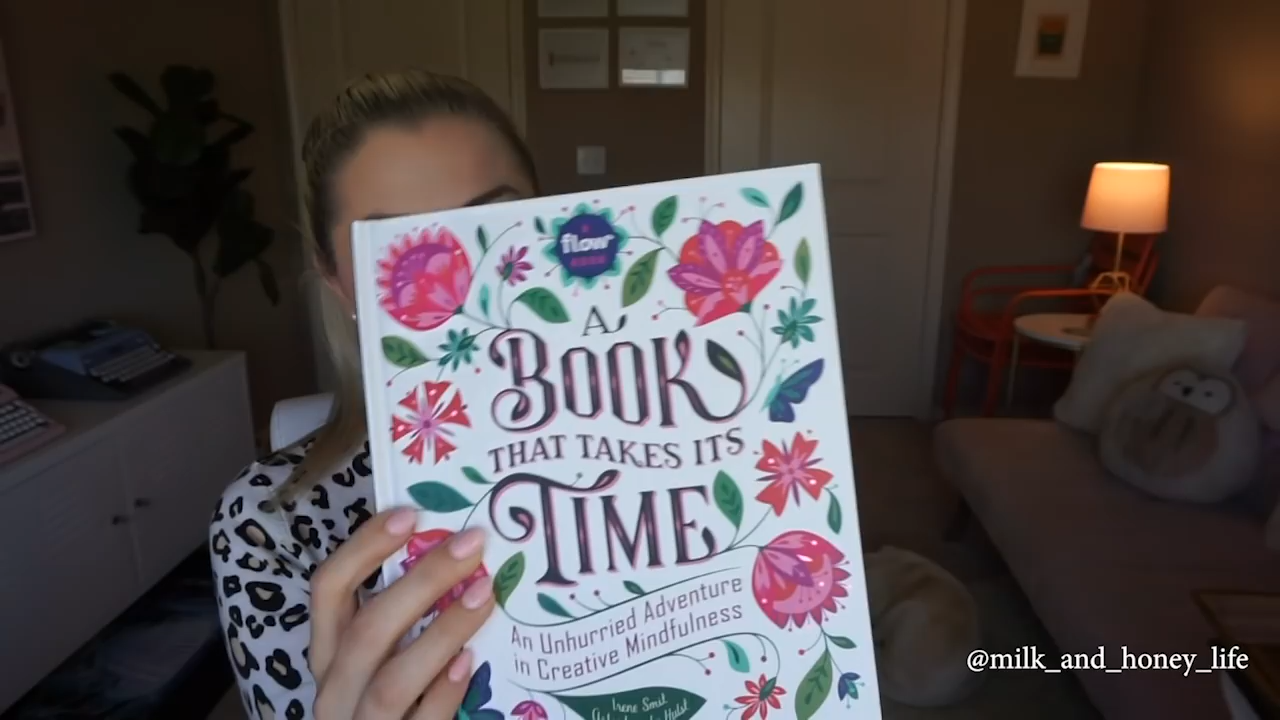 flow
A
BOOK
THAT TAKES ITS
TIME
An Unhurried Adventure
in Creative Mindfulness
Irene Smit
@milk_and_honey_life